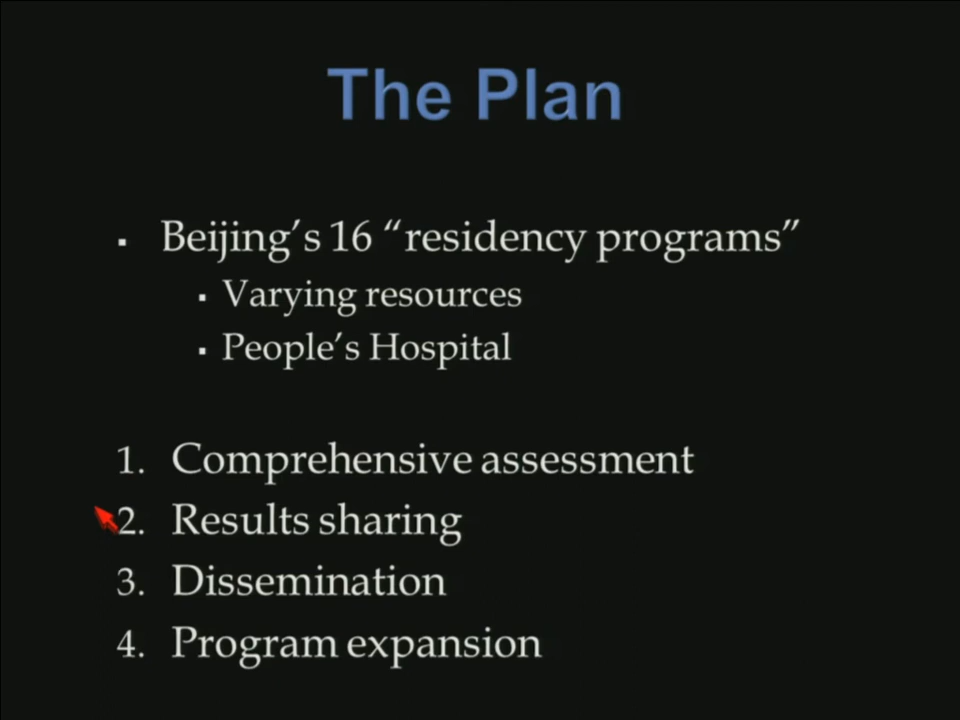 The Plan
▪ Beijing’s 16 “residency programs”
▪ Varying resources
▪ People’s Hospital
1. Comprehensive assessment
2. Results sharing
3. Dissemination
4. Program expansion